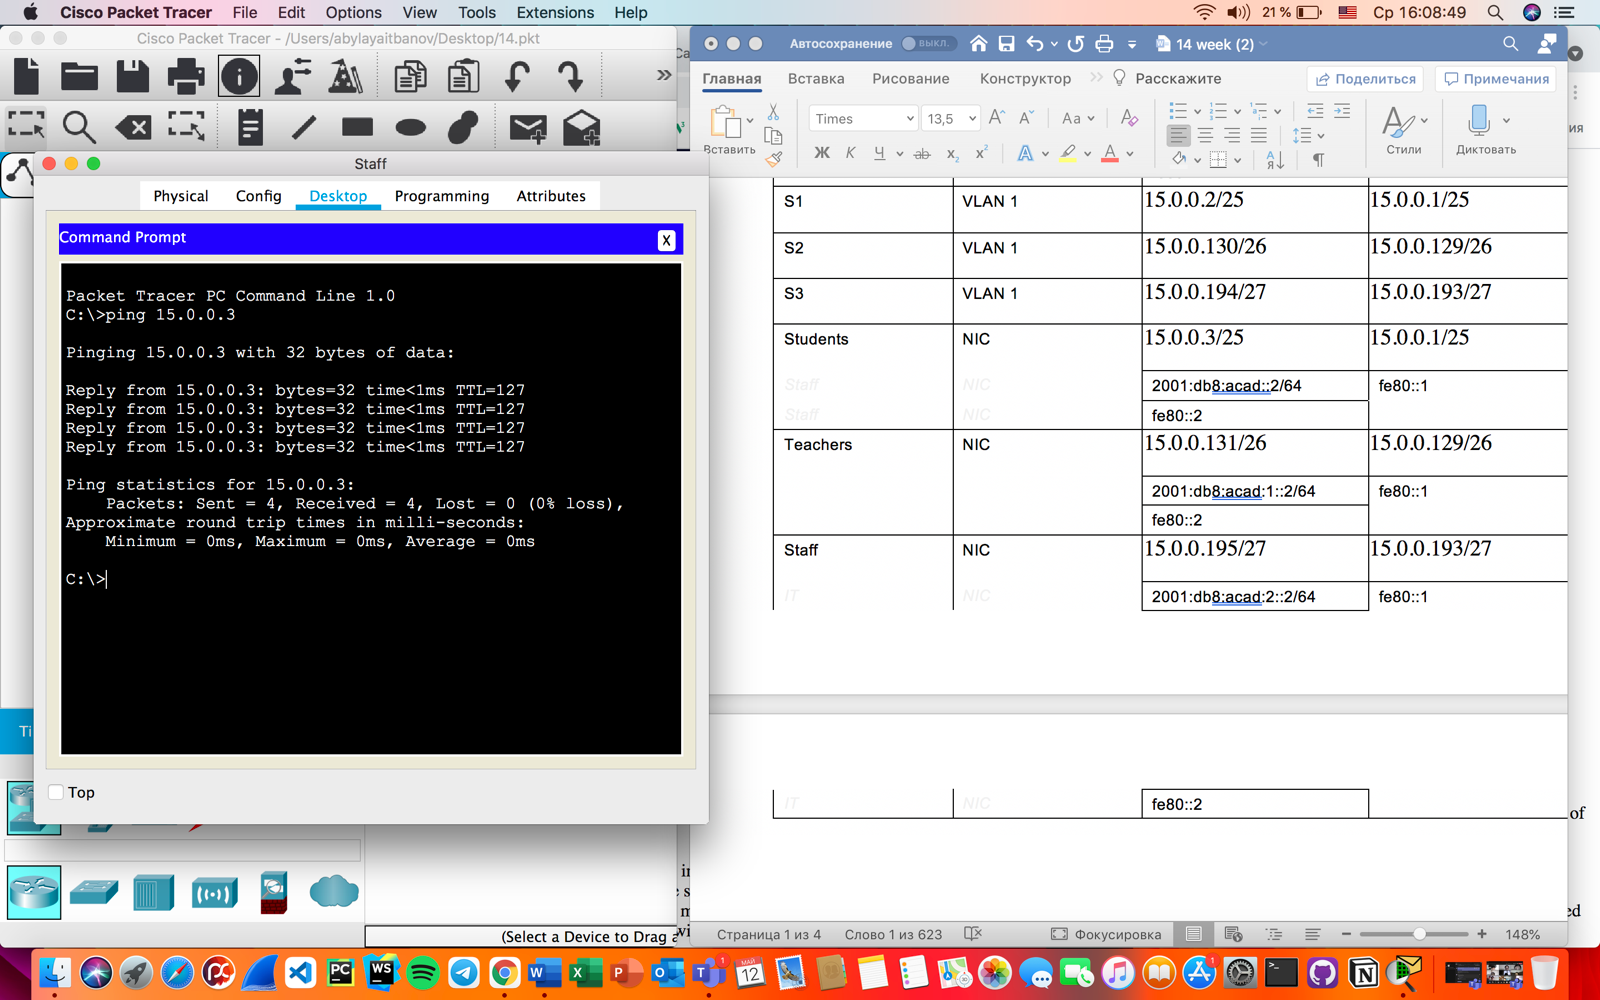 Cisco Packet Tracer File Edit Options View Tools Extensions Help 21 % Ср 16:08:49
Cisco Packet Tracer - /Users/abylayaitbanov/Desktop/14.pkt
Staff
Physical Config Desktop Programming Attributes
Command Prompt X
Packet Tracer PC Command Line 1.0
C:\>ping 15.0.0.3
Pinging 15.0.0.3 with 32 bytes of data:
Reply from 15.0.0.3: bytes=32 time<1ms TTL=127
Reply from 15.0.0.3: bytes=32 time<1ms TTL=127
Reply from 15.0.0.3: bytes=32 time<1ms TTL=127
Reply from 15.0.0.3: bytes=32 time<1ms TTL=127
Ping statistics for 15.0.0.3:
Packets: Sent = 4, Received = 4, Lost = 0 (0% loss),
Approximate round trip times in milli-seconds:
Minimum = 0ms, Maximum = 0ms, Average = 0ms
C:\>
Top
(Select a Device to Drag a
Автосохранение ВЫКЛ. 14 week (2)
Главная Вставка Рисование Конструктор Расскажите Поделиться Примечания
Вставить Times 13,5 Стили Диктовать
S1 VLAN 1 15.0.0.2/25 15.0.0.1/25
S2 VLAN 1 15.0.0.130/26 15.0.0.129/26
S3 VLAN 1 15.0.0.194/27 15.0.0.193/27
Students NIC 15.0.0.3/25 15.0.0.1/25
Staff NIC 2001:db8:acad::2/64 fe80::1
Staff NIC fe80::2
Teachers NIC 15.0.0.131/26 15.0.0.129/26
2001:db8:acad:1::2/64 fe80::1
fe80::2
Staff NIC 15.0.0.195/27 15.0.0.193/27
IT NIC 2001:db8:acad:2::2/64 fe80::1
IT NIC fe80::2
of
ed
Страница 1 из 4 Слово 1 из 623 Фокусировка 148%
PC WS МАЙ 12